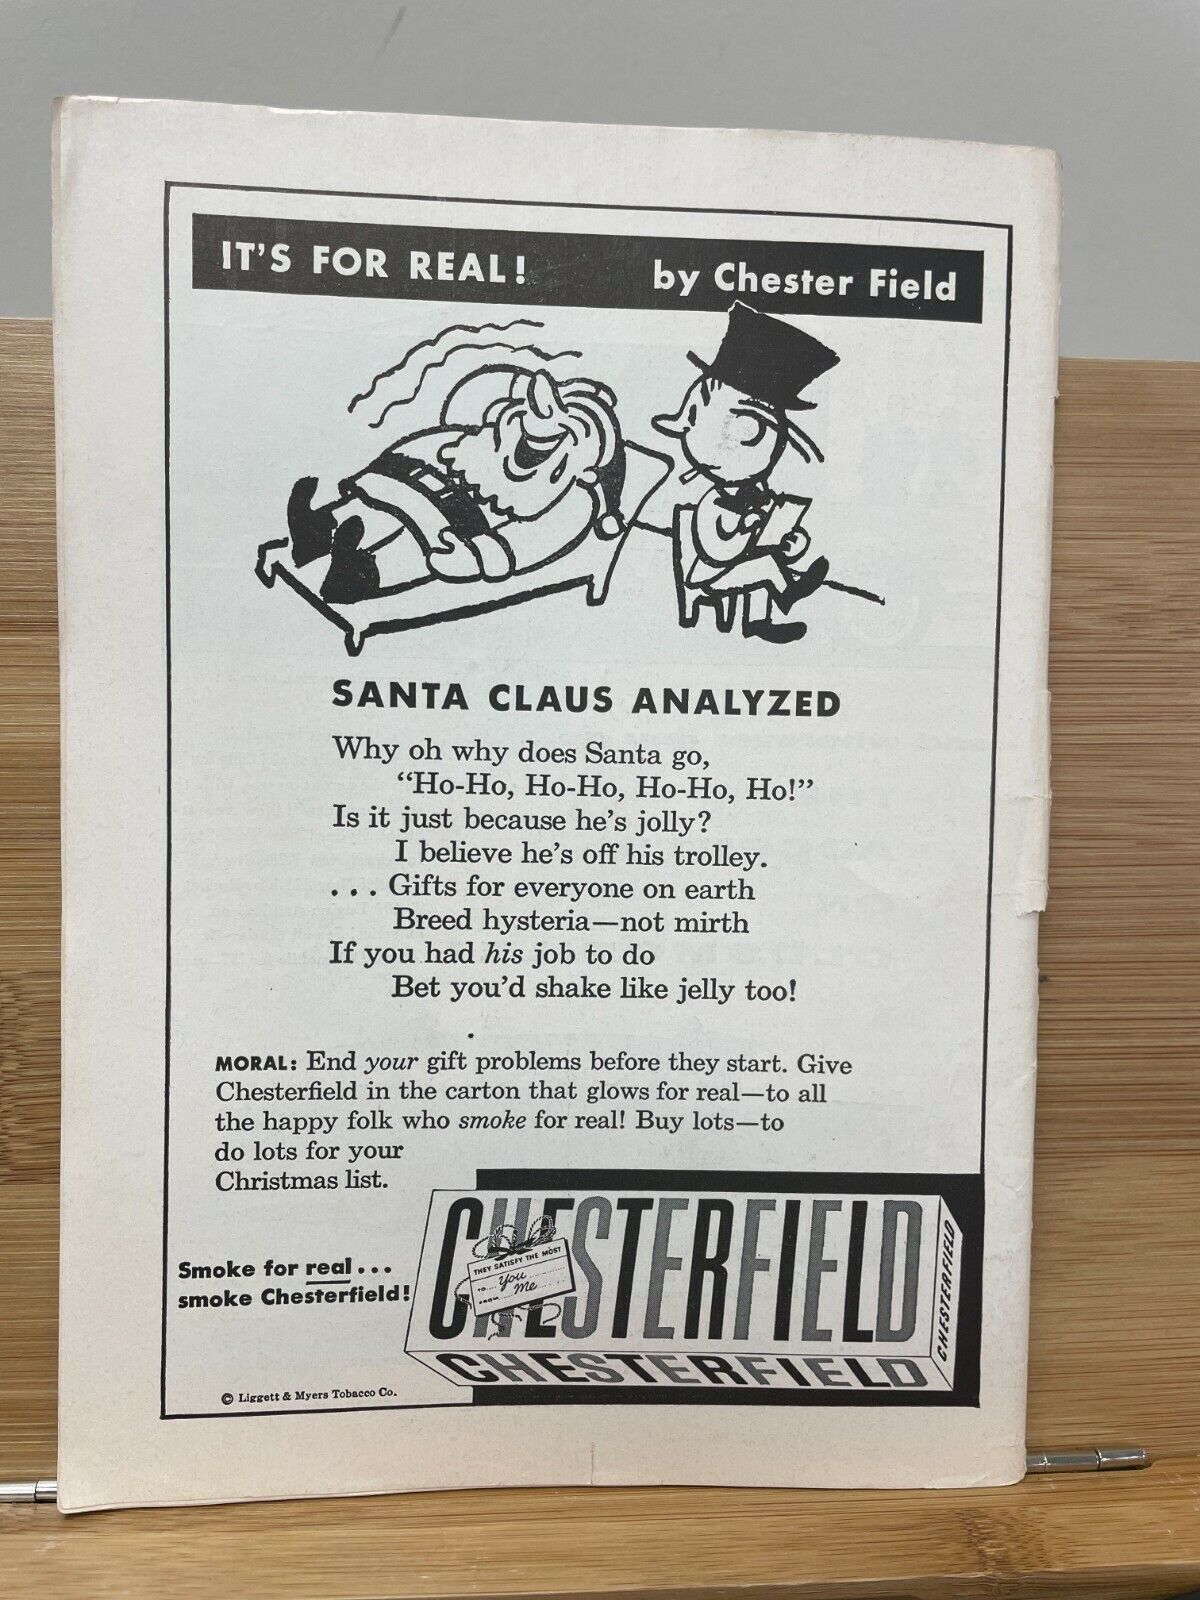 IT'S FOR REAL! by Chester Field
SANTA CLAUS ANALYZED
Why oh why does Santa go,
“Ho-Ho, Ho-Ho, Ho-Ho, Ho!”
Is it just because he's jolly?
I believe he's off his trolley.
. . . Gifts for everyone on earth
Breed hysteria—not mirth
If you had his job to do
Bet you'd shake like jelly too!
MORAL: End your gift problems before they start. Give
Chesterfield in the carton that glows for real—to all
the happy folk who smoke for real! Buy lots—to
do lots for your
Christmas list.
Smoke for real . . .
smoke Chesterfield!
CHESTERFIELD
THEY SATISFY THE MOST
TO.... You
FROM.... Me
CHESTERFIELD
CHESTERFIELD
© Liggett & Myers Tobacco Co.